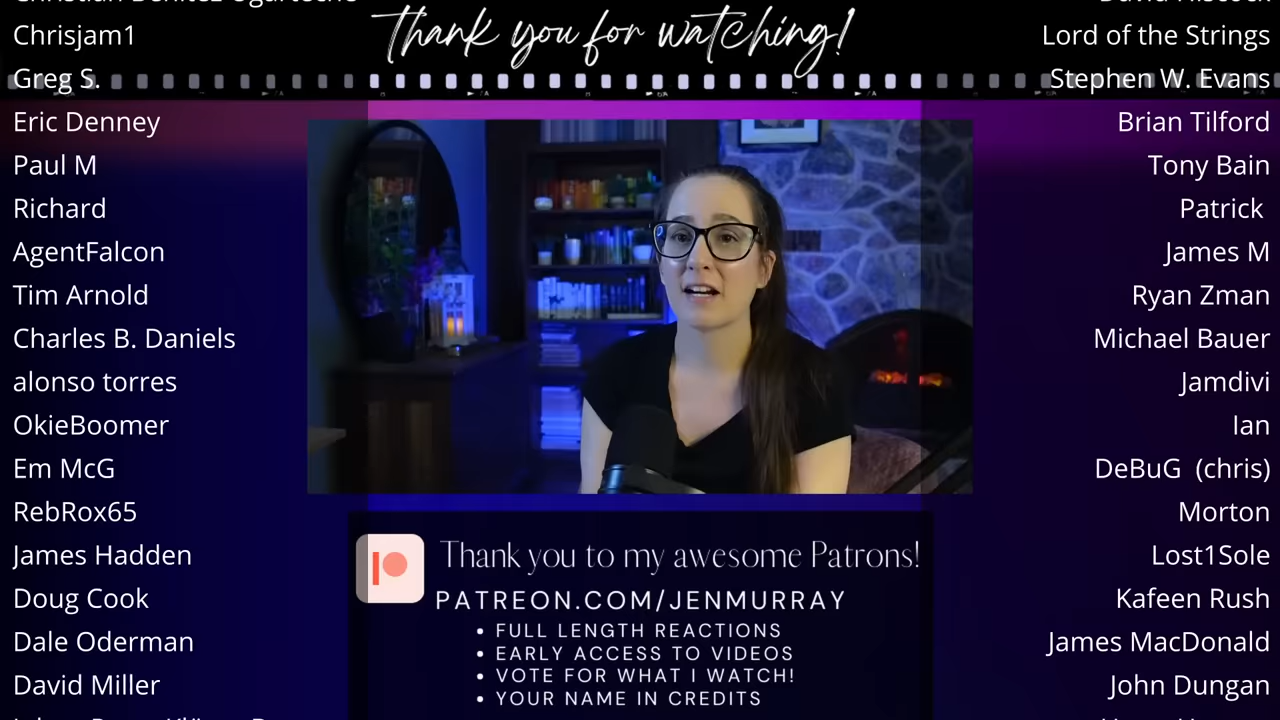 Thank you for watching!
Chrisjam1
Greg S.
Eric Denney
Paul M
Richard
AgentFalcon
Tim Arnold
Charles B. Daniels
alonso torres
OkieBoomer
Em McG
RebRox65
James Hadden
Doug Cook
Dale Oderman
David Miller
Lord of the Strings
Stephen W. Evans
Brian Tilford
Tony Bain
Patrick
James M
Ryan Zman
Michael Bauer
Jamdivi
Ian
DeBuG (chris)
Morton
Lost1Sole
Kafeen Rush
James MacDonald
John Dungan
Thank you to my awesome Patrons!
PATREON.COM/JENMURRAY
• FULL LENGTH REACTIONS
• EARLY ACCESS TO VIDEOS
• VOTE FOR WHAT I WATCH!
• YOUR NAME IN CREDITS